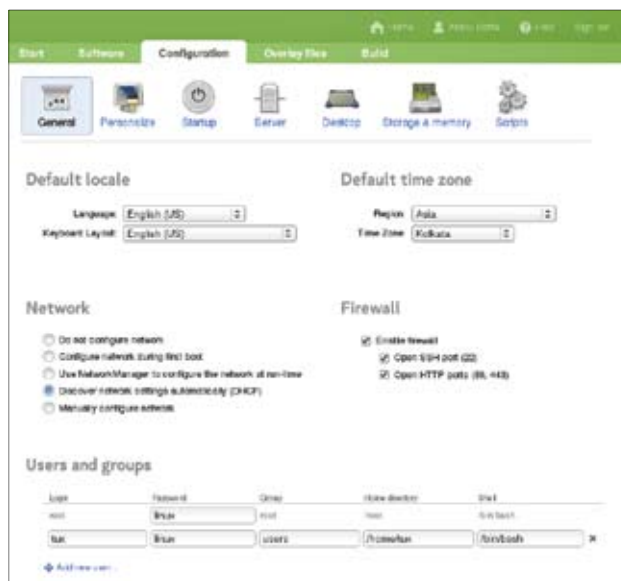 Home Help Sign out
Start Software Configuration Overlay files Build
General Personalize Startup Server Desktop Storage & memory Scripts
Default locale
Language: English (US)
Keyboard Layout: English (US)
Default time zone
Region: Asia
Time Zone: Kolkata
Network
Do not configure network
Configure network during first boot
Use NetworkManager to configure the network at run-time
Discover network settings automatically (DHCP)
Manually configure network
Firewall
Enable firewall
Open SSH port (22)
Open HTTP ports (80, 443)
Users and groups
Login Password Group Home directory Shell
root linux root /root /bin/bash
tux linux users /home/tux /bin/bash
Add new user...